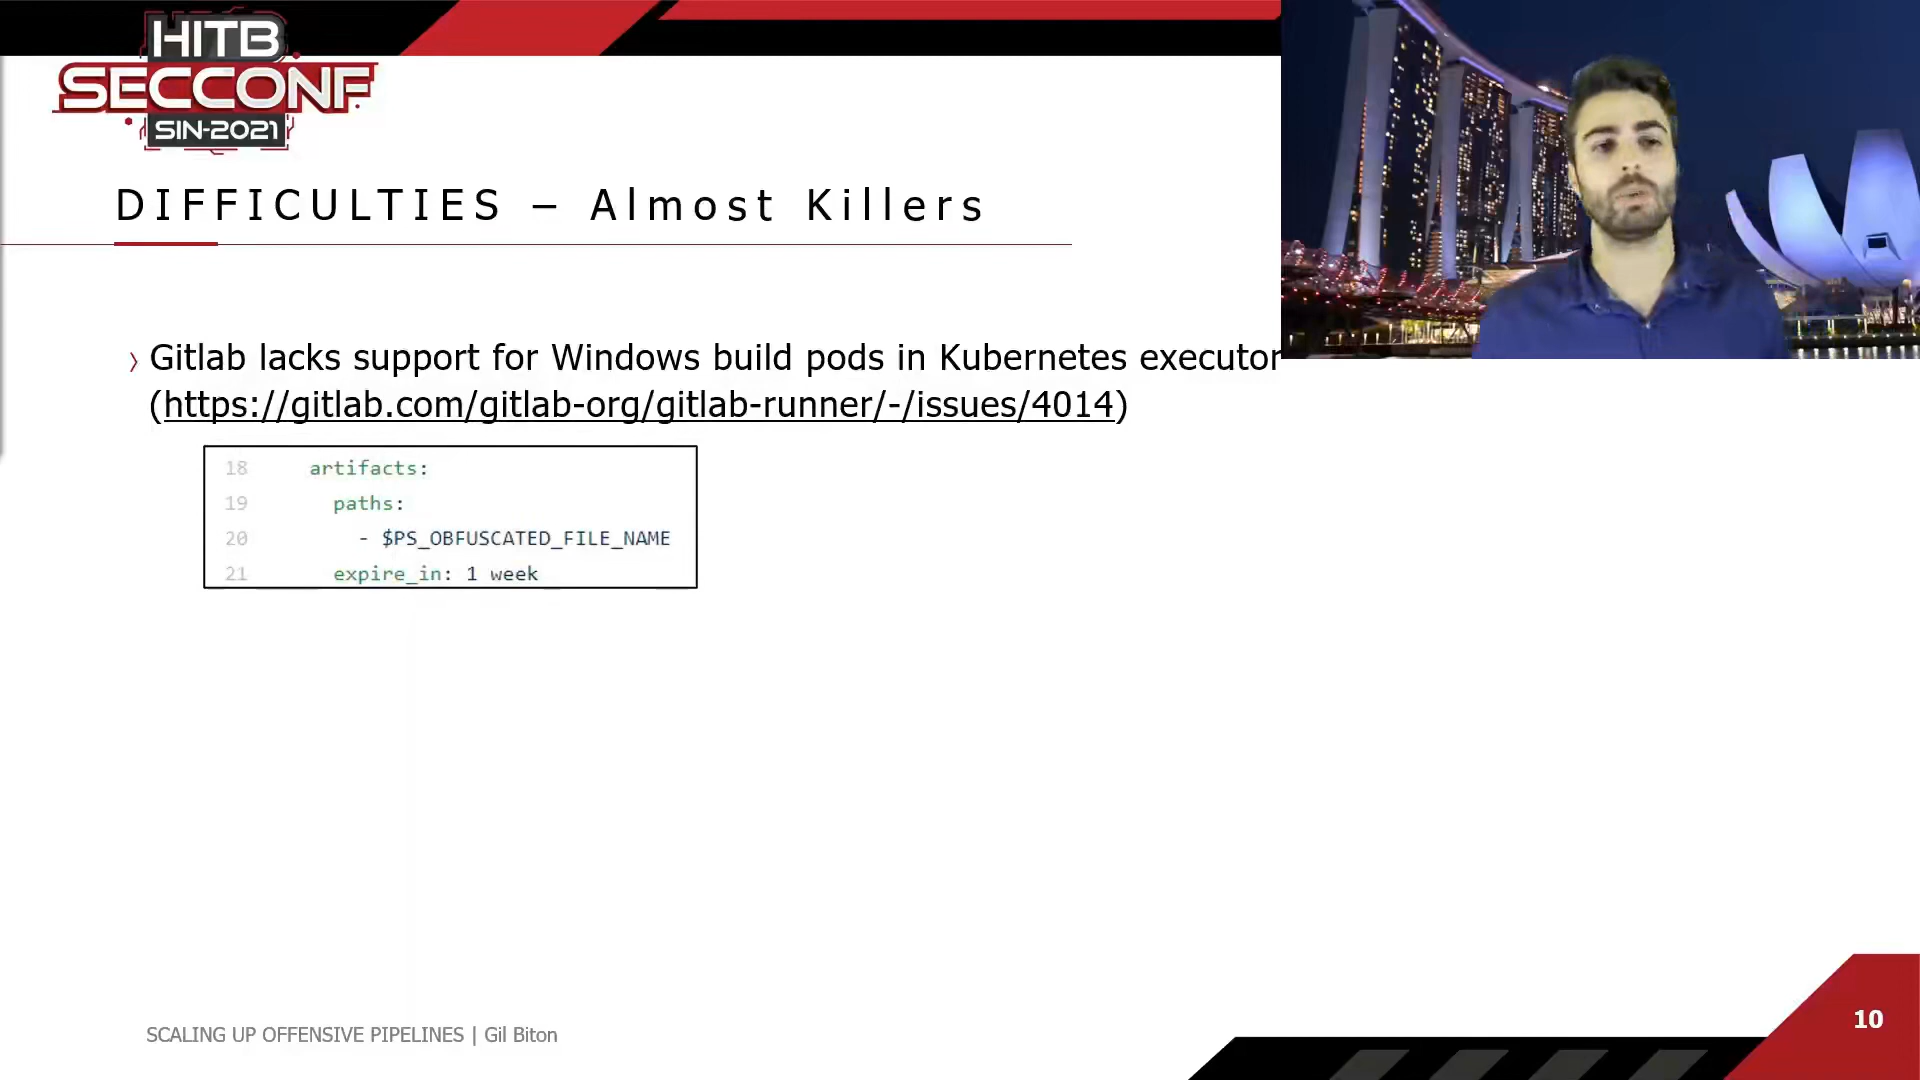 HITB
SECCONF
SIN-2021
DIFFICULTIES – Almost Killers
› Gitlab lacks support for Windows build pods in Kubernetes executor
(https://gitlab.com/gitlab-org/gitlab-runner/-/issues/4014)
18 artifacts:
19 paths:
20 - $PS_OBFUSCATED_FILE_NAME
21 expire_in: 1 week
SCALING UP OFFENSIVE PIPELINES | Gil Biton
10